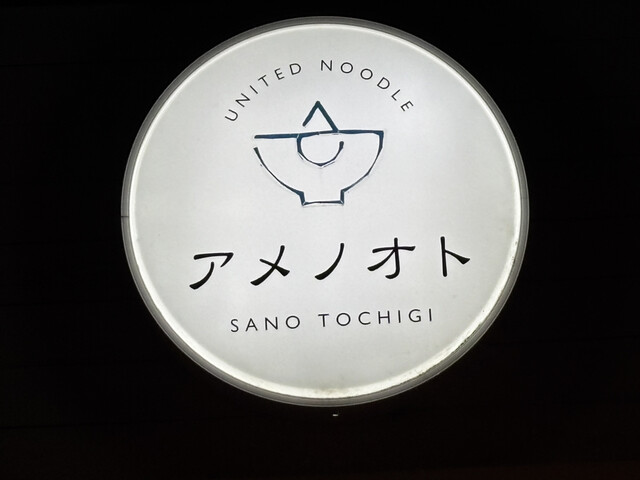 UNITED NOODLE
アメノオト
SANO TOCHIGI